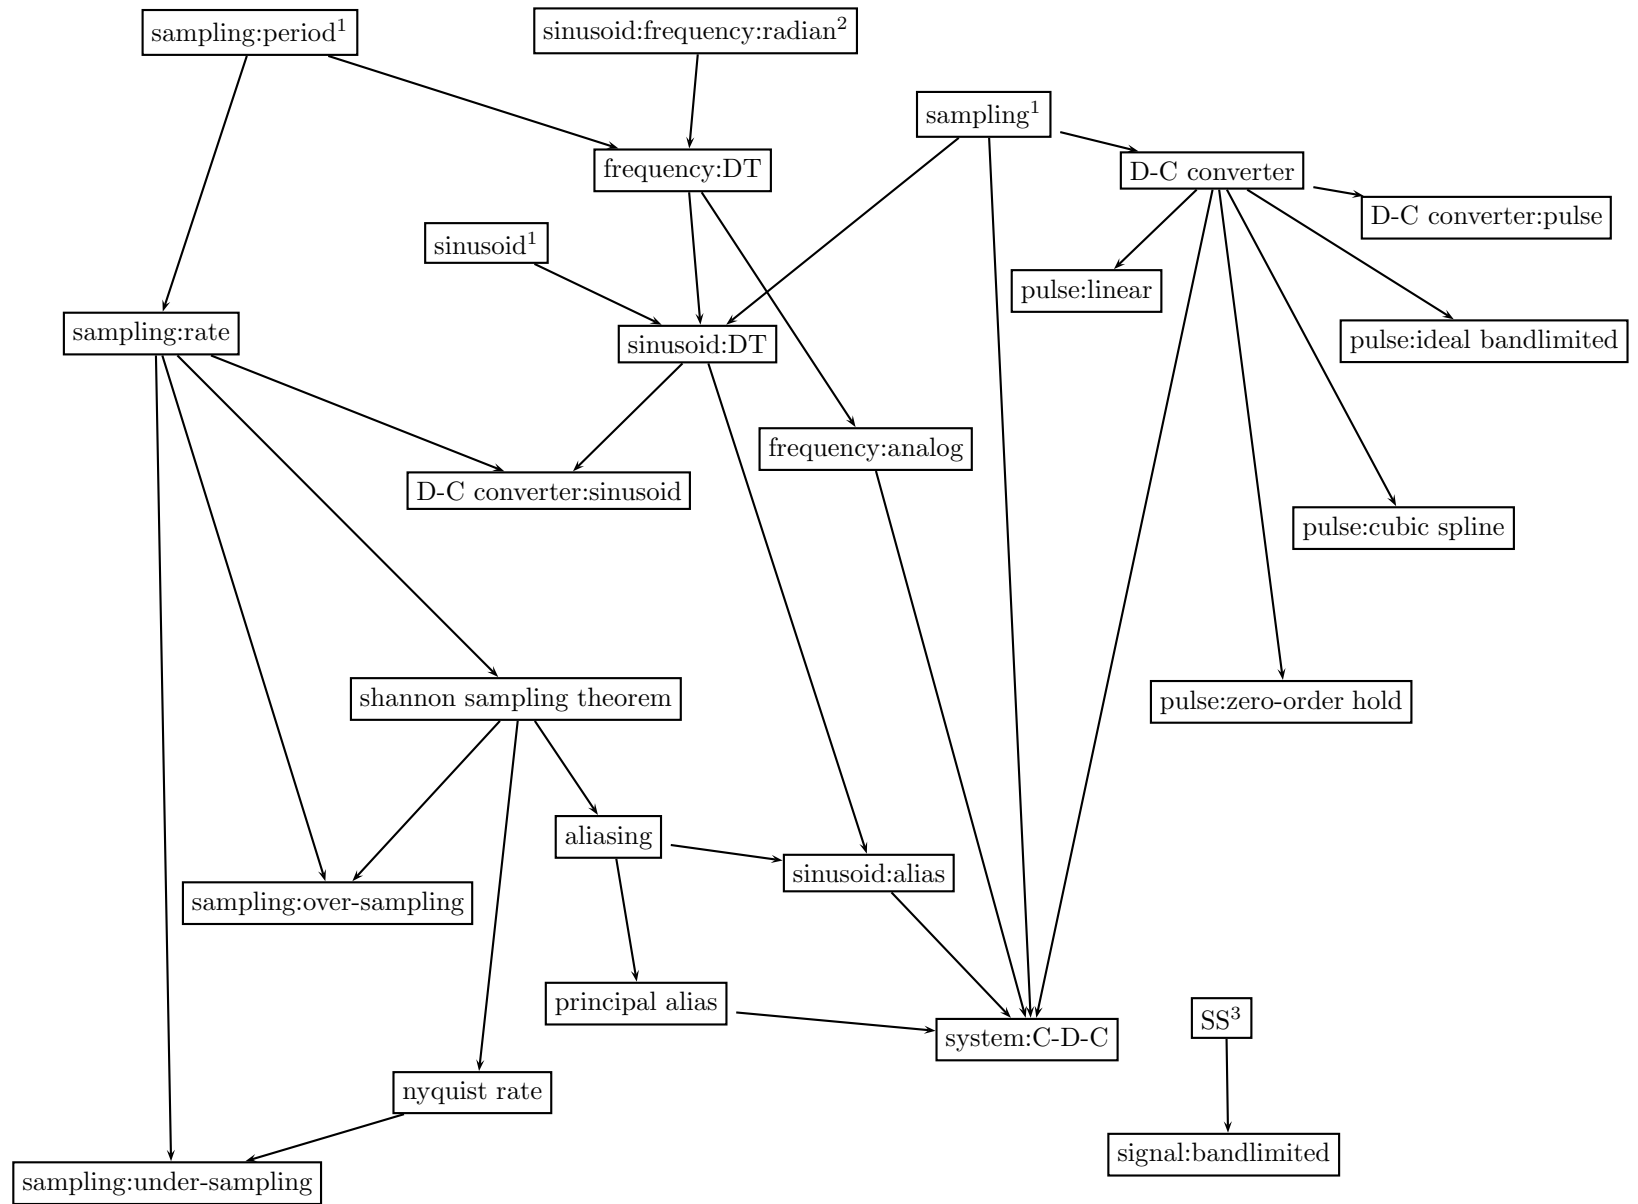 sampling:period¹
sinusoid:frequency:radian²
sampling¹
frequency:DT
D-C converter
D-C converter:pulse
sinusoid¹
pulse:linear
sampling:rate
sinusoid:DT
pulse:ideal bandlimited
frequency:analog
D-C converter:sinusoid
pulse:cubic spline
shannon sampling theorem
pulse:zero-order hold
aliasing
sinusoid:alias
sampling:over-sampling
principal alias
SS³
system:C-D-C
nyquist rate
signal:bandlimited
sampling:under-sampling